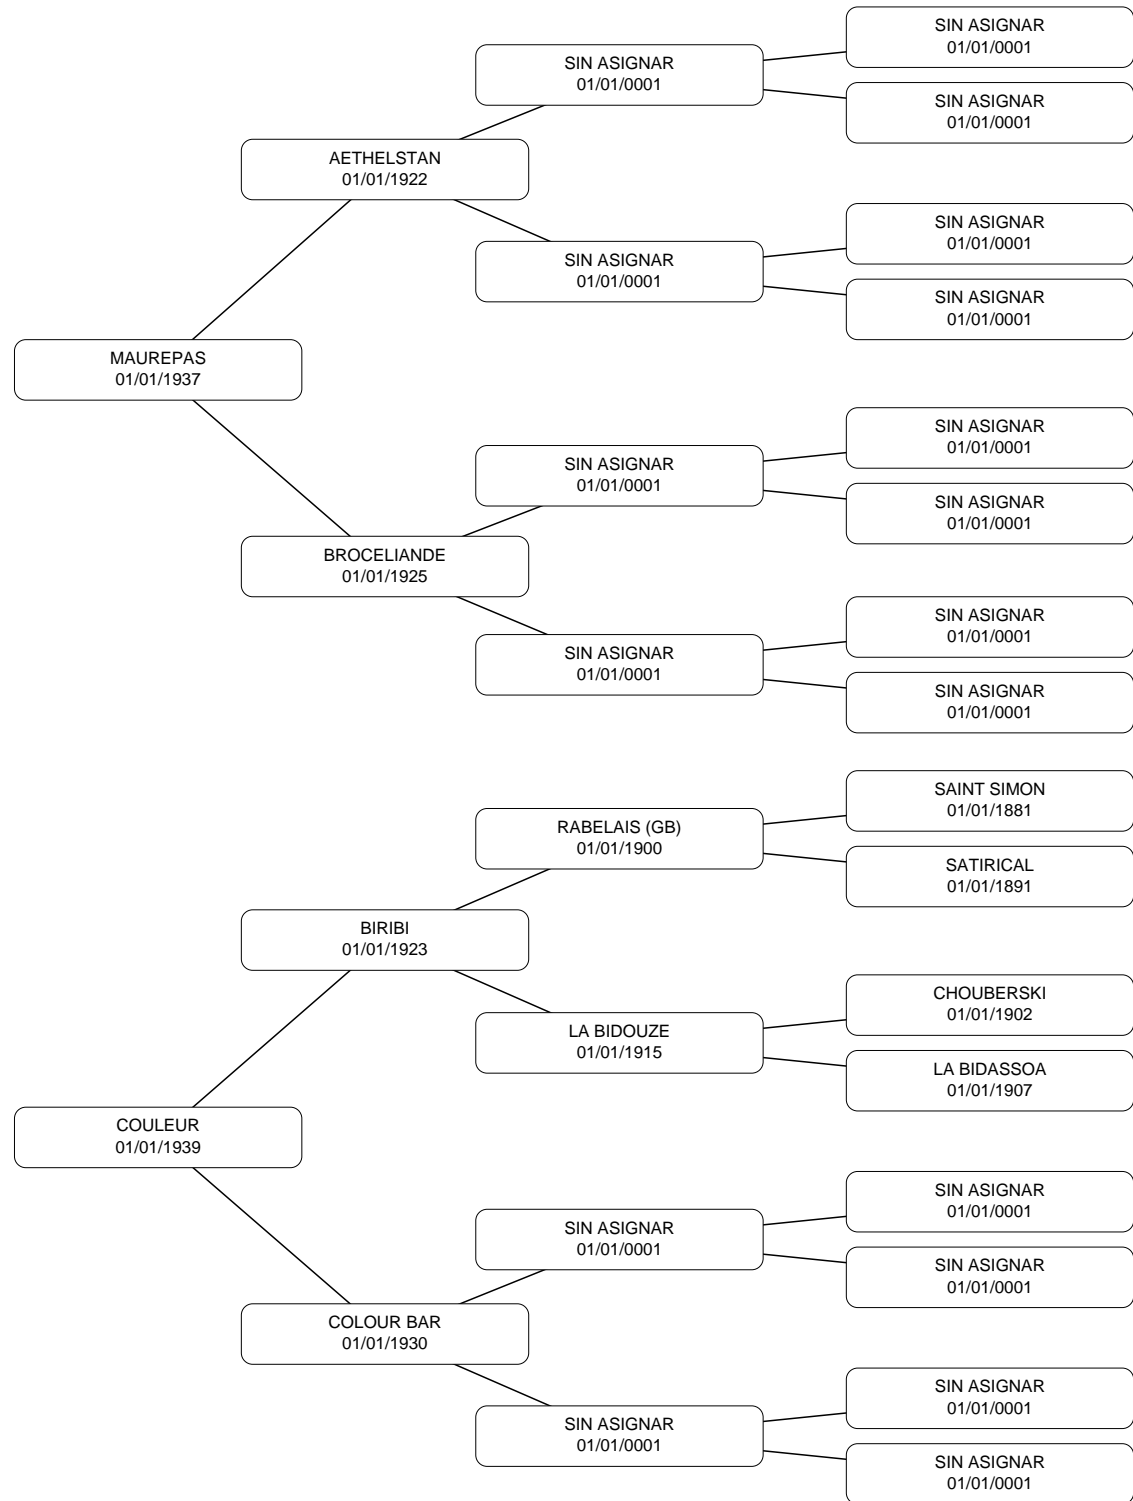 SIN ASIGNAR
01/01/0001
SIN ASIGNAR
01/01/0001
SIN ASIGNAR
01/01/0001
AETHELSTAN
01/01/1922
SIN ASIGNAR
01/01/0001
SIN ASIGNAR
01/01/0001
SIN ASIGNAR
01/01/0001
MAUREPAS
01/01/1937
SIN ASIGNAR
01/01/0001
SIN ASIGNAR
01/01/0001
SIN ASIGNAR
01/01/0001
BROCELIANDE
01/01/1925
SIN ASIGNAR
01/01/0001
SIN ASIGNAR
01/01/0001
SIN ASIGNAR
01/01/0001
SAINT SIMON
01/01/1881
RABELAIS (GB)
01/01/1900
SATIRICAL
01/01/1891
BIRIBI
01/01/1923
CHOUBERSKI
01/01/1902
LA BIDOUZE
01/01/1915
LA BIDASSOA
01/01/1907
COULEUR
01/01/1939
SIN ASIGNAR
01/01/0001
SIN ASIGNAR
01/01/0001
SIN ASIGNAR
01/01/0001
COLOUR BAR
01/01/1930
SIN ASIGNAR
01/01/0001
SIN ASIGNAR
01/01/0001
SIN ASIGNAR
01/01/0001